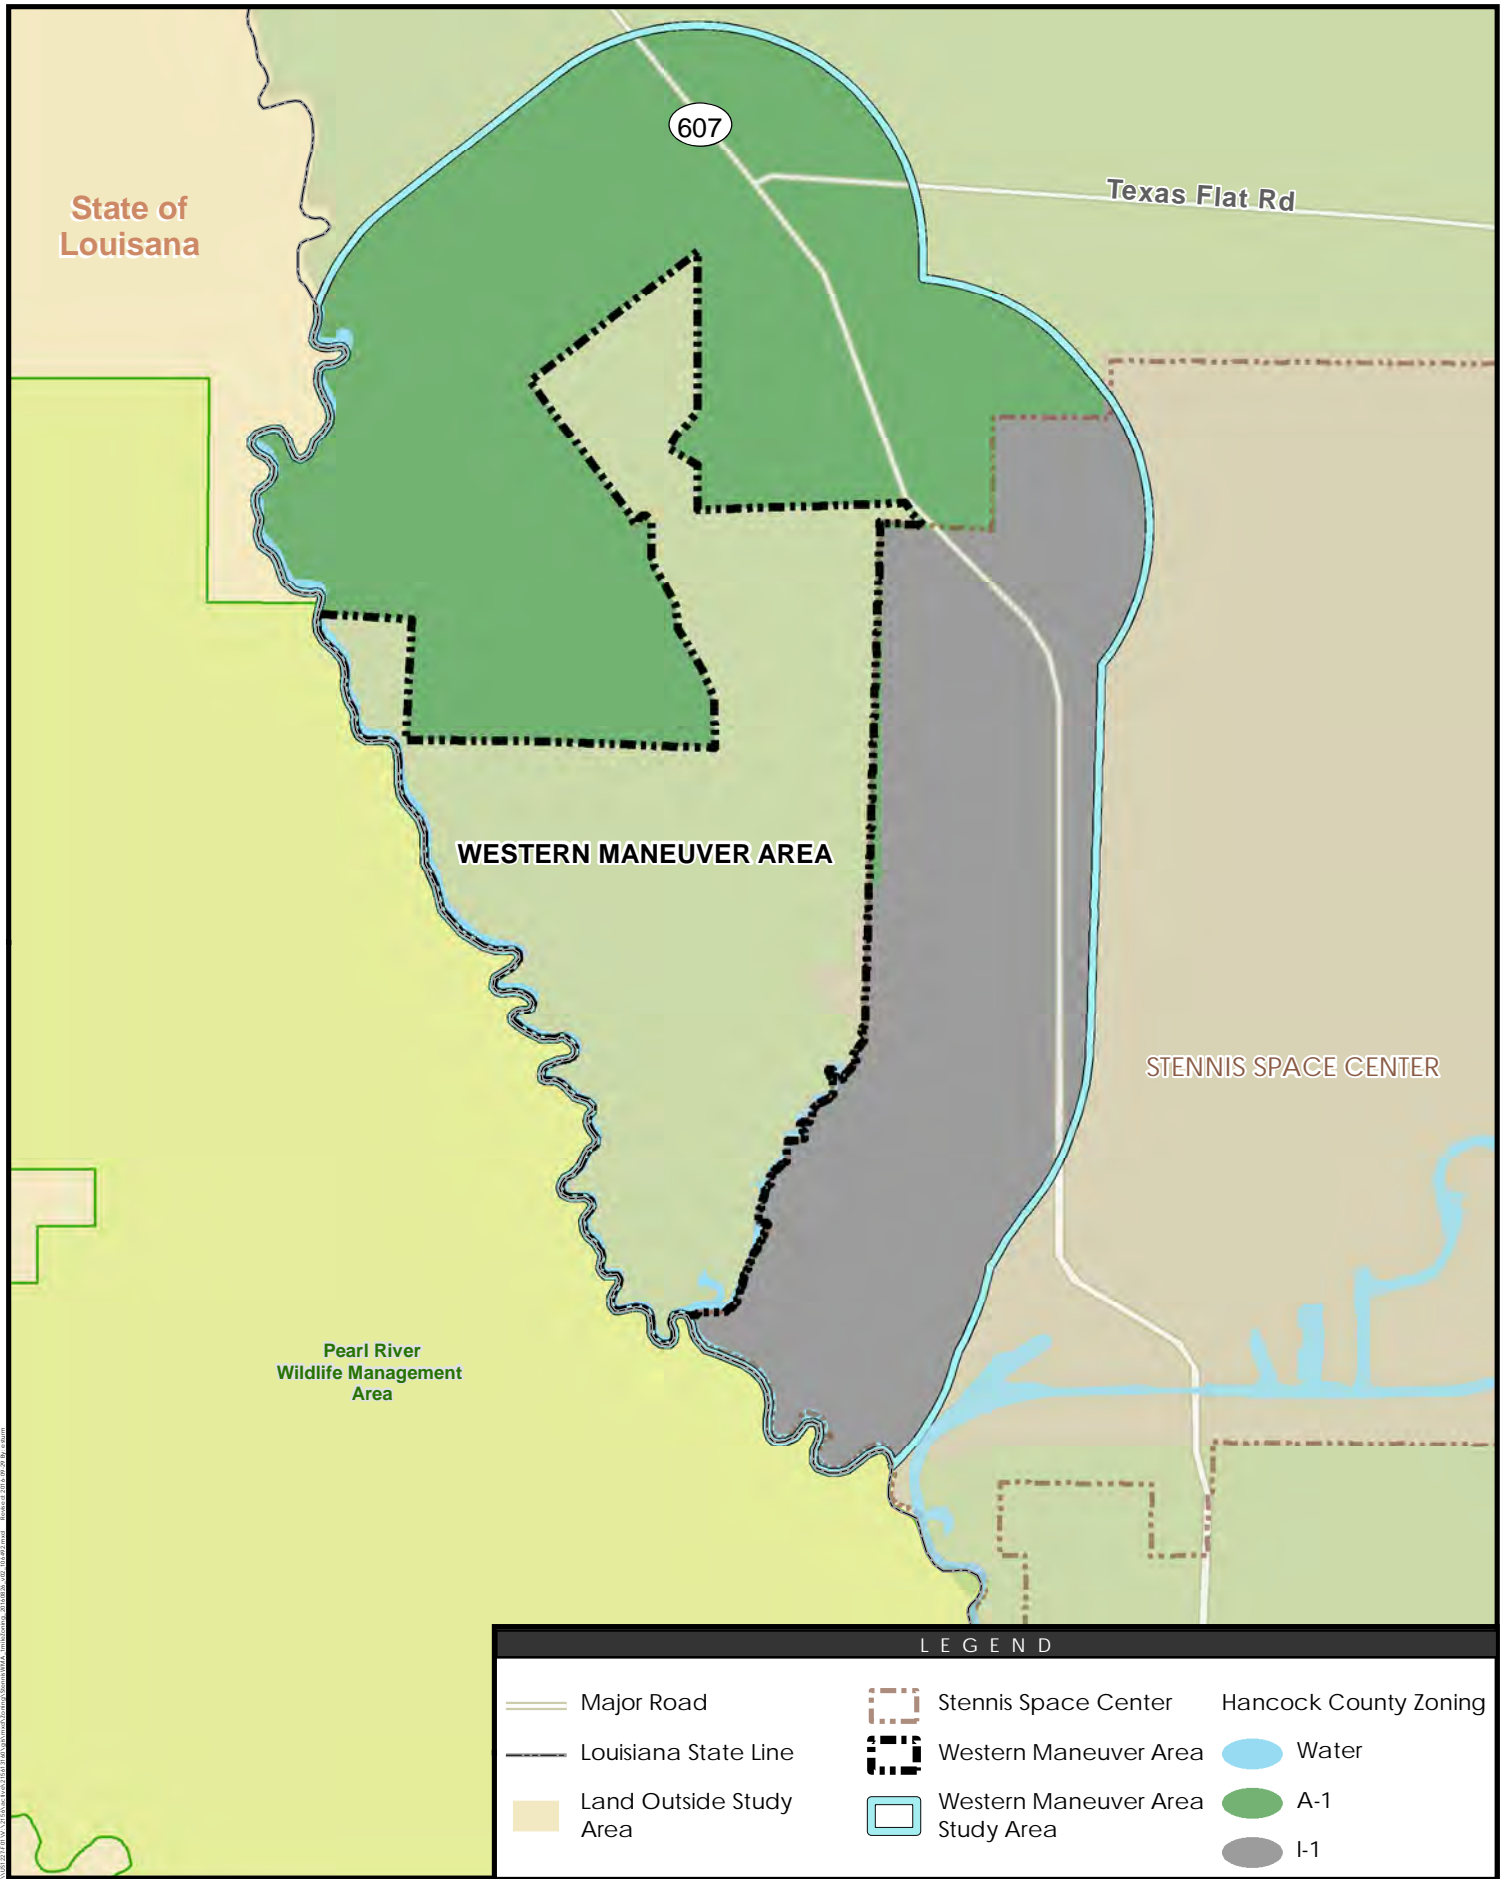 607
Texas Flat Rd
State of
Louisana
WESTERN MANEUVER AREA
STENNIS SPACE CENTER
Pearl River
Wildlife Management
Area
LEGEND
Major Road
Louisiana State Line
Land Outside Study
Area
Stennis Space Center
Western Maneuver Area
Western Maneuver Area
Study Area
Hancock County Zoning
Water
A-1
I-1